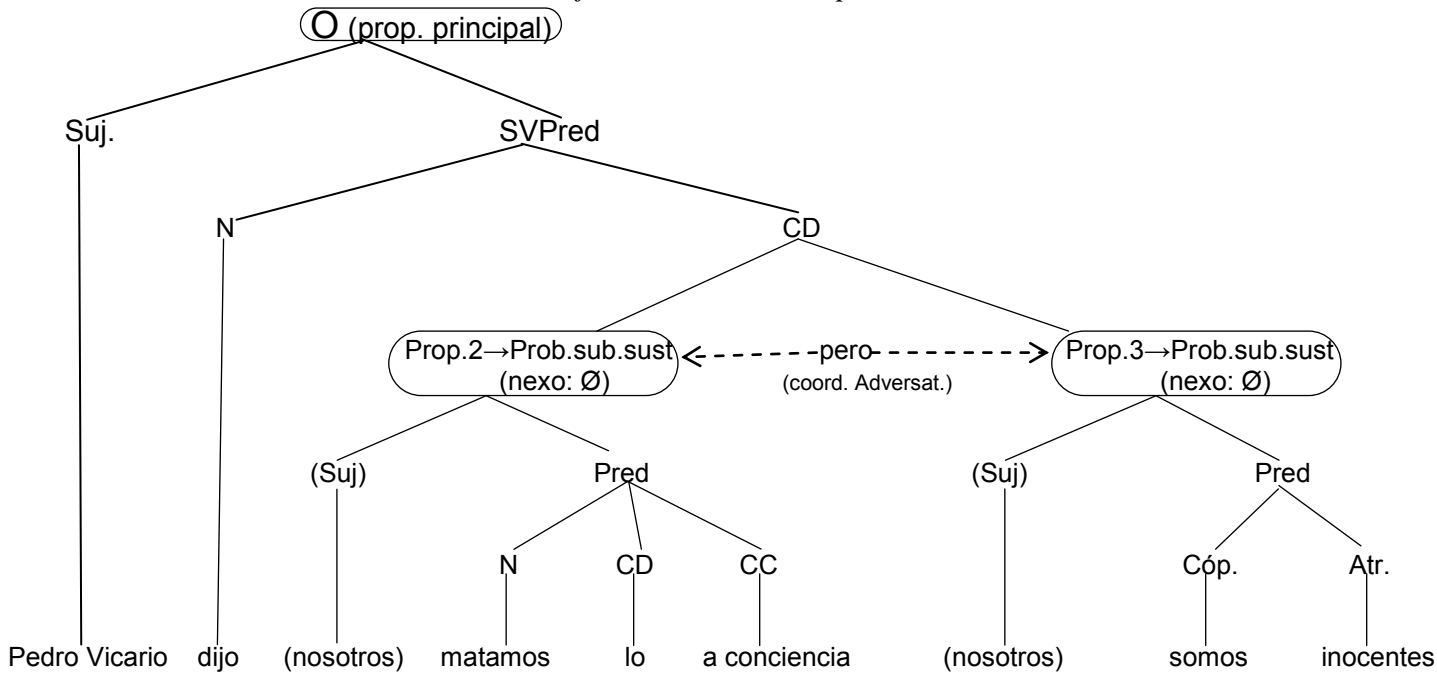 O (prop. principal)
Suj. SVPred
N CD
Prop.2→Prob.sub.sust pero Prop.3→Prob.sub.sust
(nexo: Ø) (coord. Adversat.) (nexo: Ø)
(Suj) Pred (Suj) Pred
N CD CC Cóp. Atr.
Pedro Vicario dijo (nosotros) matamos lo a conciencia (nosotros) somos inocentes